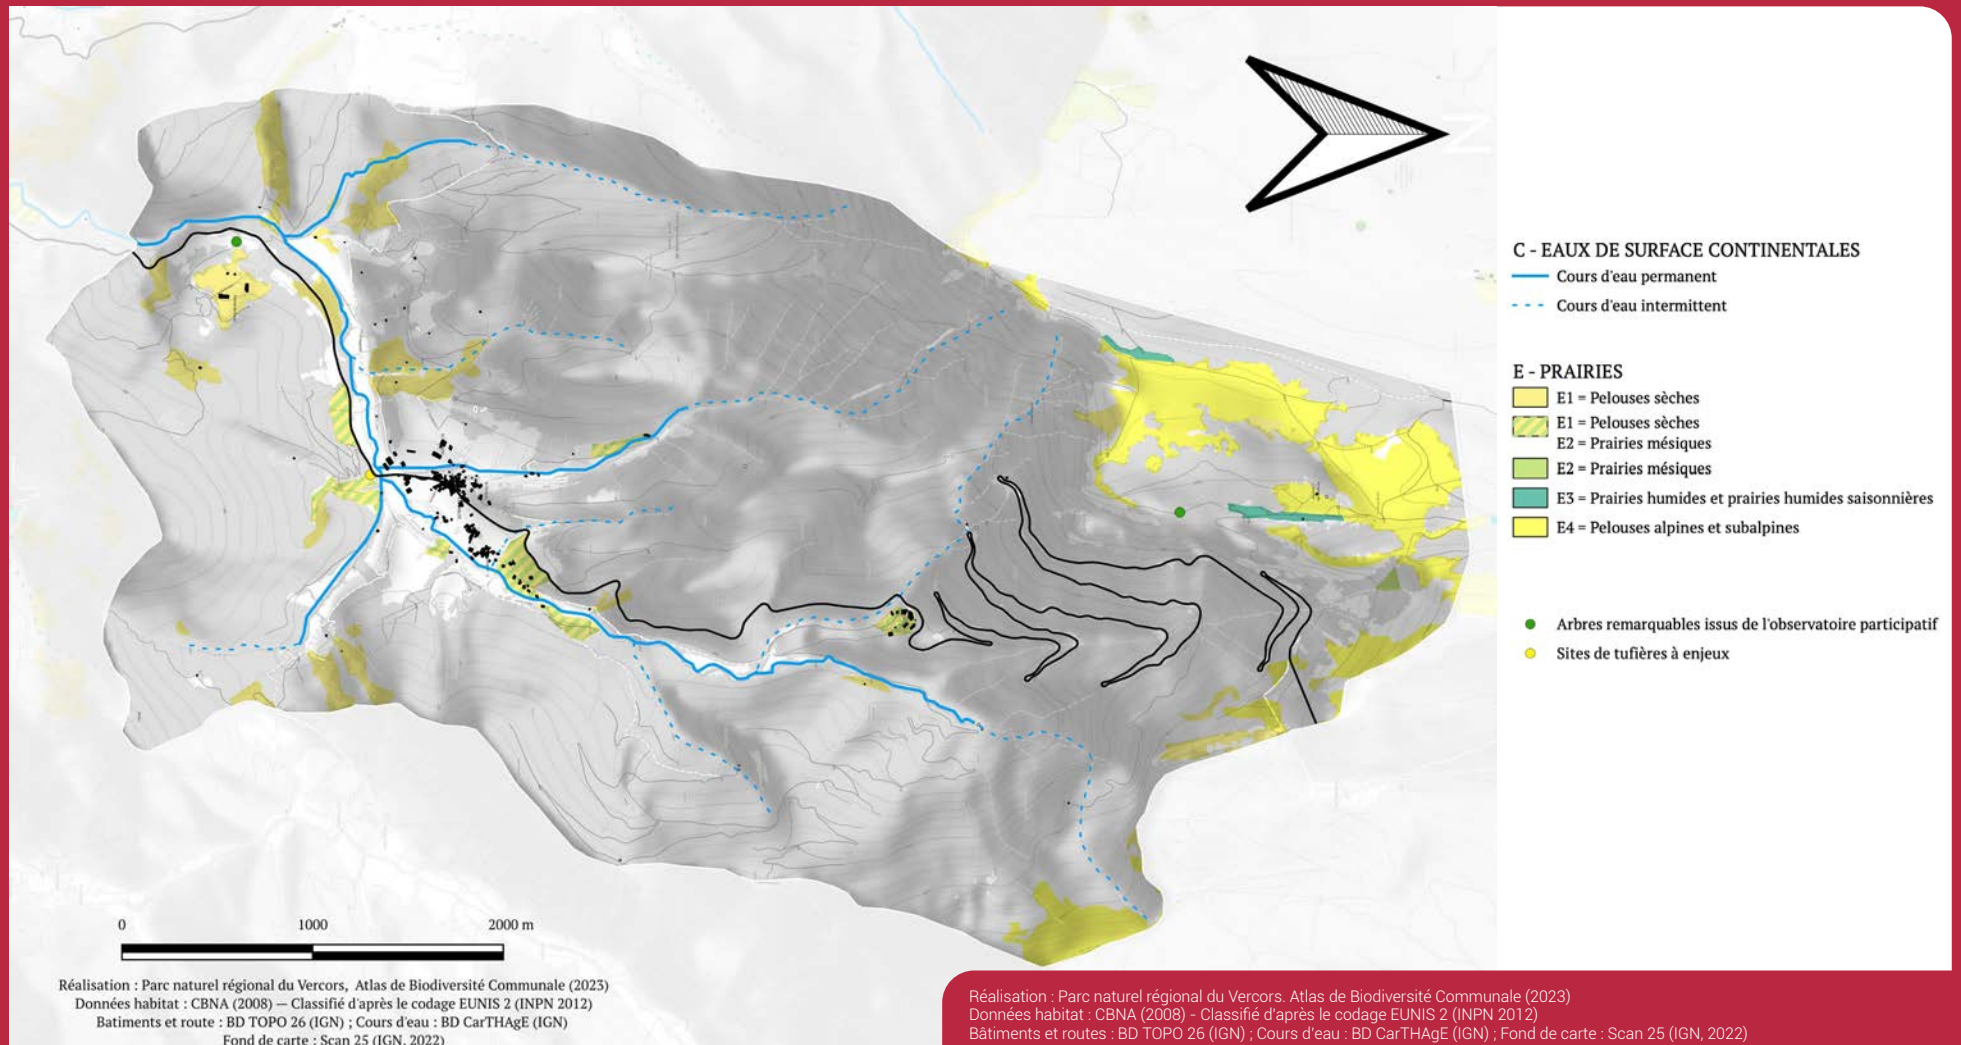 N
C - EAUX DE SURFACE CONTINENTALES
Cours d'eau permanent
Cours d'eau intermittent
E - PRAIRIES
E1 = Pelouses sèches
E1 = Pelouses sèches
E2 = Prairies mésiques
E2 = Prairies mésiques
E3 = Prairies humides et prairies humides saisonnières
E4 = Pelouses alpines et subalpines
Arbres remarquables issus de l'observatoire participatif
Sites de tufières à enjeux
0 1000 2000 m
Réalisation : Parc naturel régional du Vercors, Atlas de Biodiversité Communale (2023)
Données habitat : CBNA (2008) — Classifié d'après le codage EUNIS 2 (INPN 2012)
Batiments et route : BD TOPO 26 (IGN) ; Cours d'eau : BD CarTHAgE (IGN)
Fond de carte : Scan 25 (IGN, 2022)
Réalisation : Parc naturel régional du Vercors. Atlas de Biodiversité Communale (2023)
Données habitat : CBNA (2008) - Classifié d'après le codage EUNIS 2 (INPN 2012)
Bâtiments et routes : BD TOPO 26 (IGN) ; Cours d'eau : BD CarTHAgE (IGN) ; Fond de carte : Scan 25 (IGN, 2022)